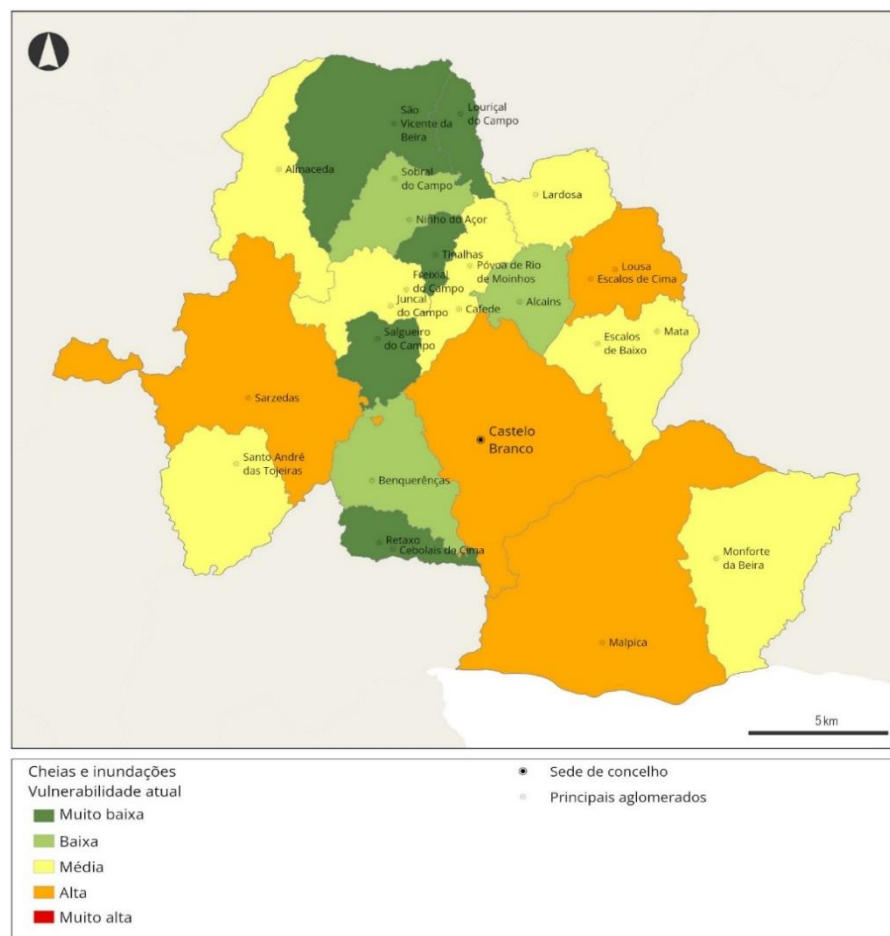 São
Vicente da
Beira
Louriçal
do Campo
Almaceda
Sobral
do Campo
Lardosa
Ninho do Açor
Tinalhas
Póvoa de Rio
de Moinhos
Lousa
Escalos de Cima
Freixial
do Campo
Juncal
do Campo
Cafede
Alcains
Salgueiro
do Campo
Escalos
de Baixo
Mata
Sarzedas
Castelo
Branco
Santo André
das Tojeiras
Benquerênças
Retaxo
Cebolais de Cima
Monforte
da Beira
Malpica
5 km
Cheias e inundações
Vulnerabilidade atual
Muito baixa
Baixa
Média
Alta
Muito alta
Sede de concelho
Principais aglomerados